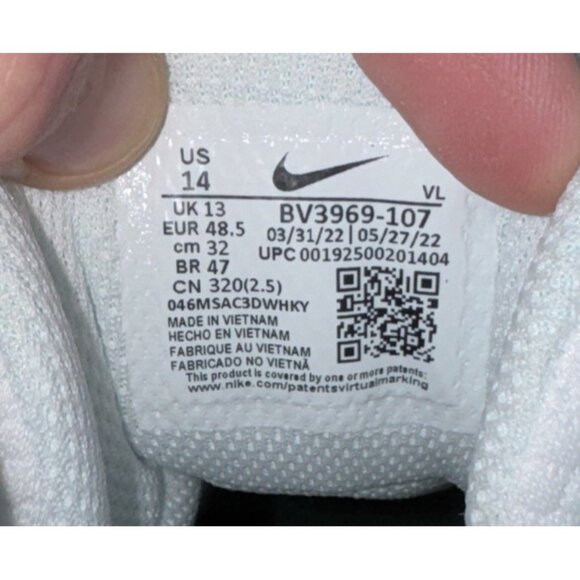 US
14
VL
UK 13
BV3969-107
EUR 48.5
03/31/22 | 05/27/22
cm 32
UPC 00192500201404
BR 47
CN 320(2.5)
046MSAC3DWHKY
MADE IN VIETNAM
HECHO EN VIETNAM
FABRIQUE AU VIETNAM
FABRICADO NO VIETNÃ
This product is covered by one or more patents:
www.nike.com/patentsvirtualmarking